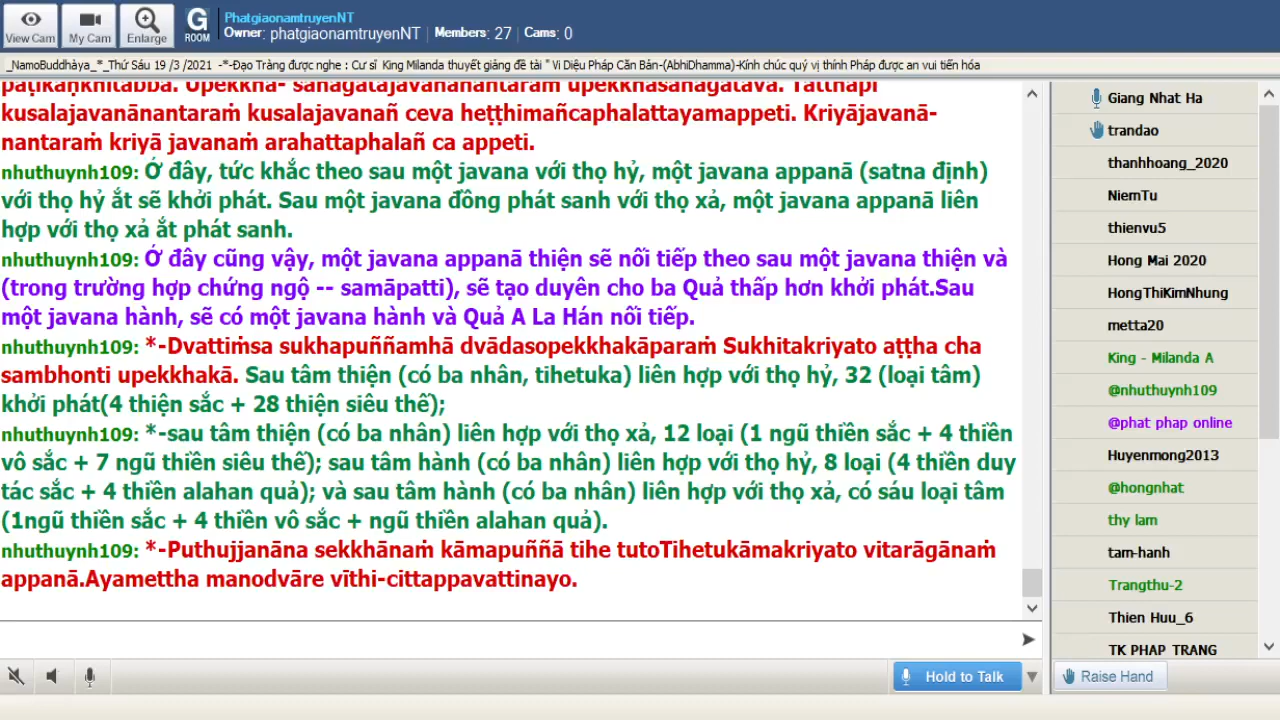 View Cam
My Cam
Enlarge
G
ROOM
PhatgiaonamtruyenNT
Owner: phatgiaonamtruyenNT | Members: 27 | Cams: 0
_NamoBuddhàya_*_Thứ Sáu 19 /3 /2021 -*-Đạo Tràng được nghe : Cư sĩ King Milanda thuyết giảng đề tài " Vi Diệu Pháp Căn Bản-(AbhiDhamma)-Kính chúc quý vị thính Pháp được an vui tiến hóa
kusalajavanānantaraṁ kusalajavanañ ceva heṭṭhimañcaphalattayamappeti. Kriyājavanā-
nantaraṁ kriyā javanaṁ arahattaphalañ ca appeti.
nhuthuynh109: Ở đây, tức khắc theo sau một javana với thọ hỷ, một javana appanā (satna định)
với thọ hỷ ắt sẽ khởi phát. Sau một javana đồng phát sanh với thọ xả, một javana appanā liên
hợp với thọ xả ắt phát sanh.
nhuthuynh109: Ở đây cũng vậy, một javana appanā thiện sẽ nối tiếp theo sau một javana thiện và
(trong trường hợp chứng ngộ -- samāpatti), sẽ tạo duyên cho ba Quả thấp hơn khởi phát.Sau
một javana hành, sẽ có một javana hành và Quả A La Hán nối tiếp.
nhuthuynh109: *-Dvattiṁsa sukhapuññamhā dvādasopekkhakāparaṁ Sukhitakriyato aṭṭha cha
sambhonti upekkhakā. Sau tâm thiện (có ba nhân, tihetuka) liên hợp với thọ hỷ, 32 (loại tâm)
khởi phát(4 thiện sắc + 28 thiện siêu thế);
nhuthuynh109: *-sau tâm thiện (có ba nhân) liên hợp với thọ xả, 12 loại (1 ngũ thiền sắc + 4 thiền
vô sắc + 7 ngũ thiền siêu thế); sau tâm hành (có ba nhân) liên hợp với thọ hỷ, 8 loại (4 thiền duy
tác sắc + 4 thiền alahan quả); và sau tâm hành (có ba nhân) liên hợp với thọ xả, có sáu loại tâm
(1ngũ thiền sắc + 4 thiền vô sắc + ngũ thiền alahan quả).
nhuthuynh109: *-Puthujjanāna sekkhānaṁ kāmapuññā tihe tutoTihetukāmakriyato vitarāgānaṁ
appanā.Ayamettha manodvāre vīthi-cittappavattinayo.
Hold to Talk
Giang Nhat Ha
trandao
thanhhoang_2020
NiemTu
thienvu5
Hong Mai 2020
HongThiKimNhung
metta20
King - Milanda A
@nhuthuynh109
@phat phap online
Huyenmong2013
@hongnhat
thy lam
tam-hanh
Trangthu-2
Thien Huu_6
TK PHAP TRANG
Raise Hand